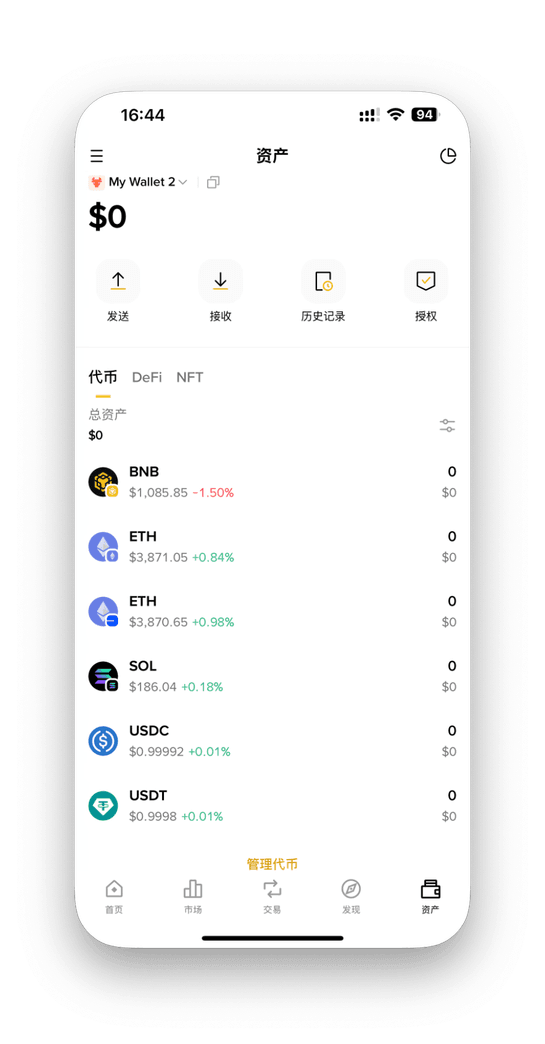 16:44
94
资产
My Wallet 2
$0
发送 接收 历史记录 授权
代币 DeFi NFT
总资产
$0
BNB 0
$1,085.85 -1.50% $0
ETH 0
$3,871.05 +0.84% $0
ETH 0
$3,870.65 +0.98% $0
SOL 0
$186.04 +0.18% $0
USDC 0
$0.99992 +0.01% $0
USDT 0
$0.9998 +0.01% $0
管理代币
首页 市场 交易 发现 资产